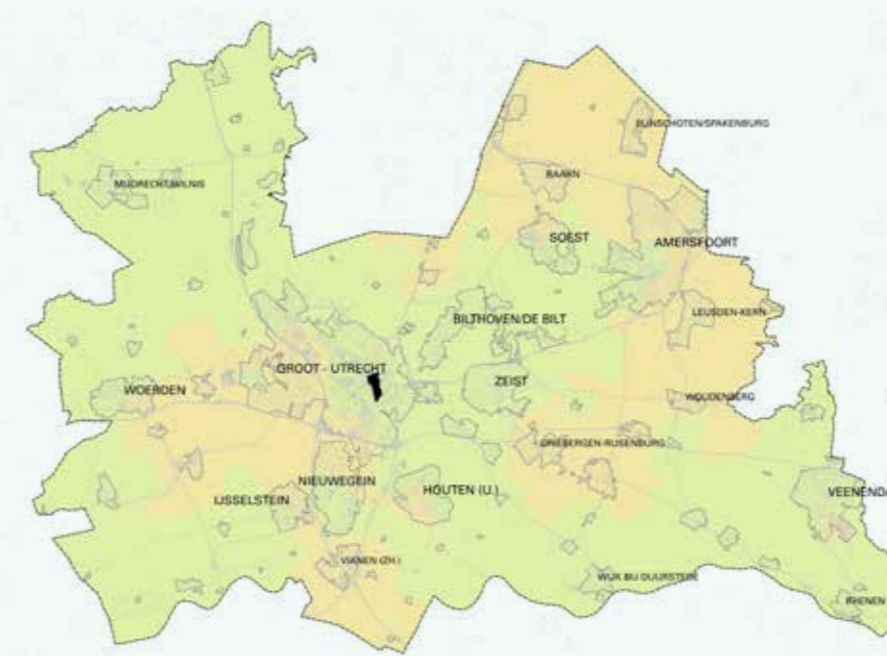 BUNSCHOTEN/SPAKENBURG
BAARN
MIJDRECHT/WILNIS
SOEST
AMERSFOORT
LEUSDEN-KERN
BILTHOVEN/DE BILT
GROOT - UTRECHT
ZEIST
WOERDEN
WOUDENBERG
DRIEBERGEN-RIJSENBURG
NIEUWEGEIN
HOUTEN (U.)
IJSSELSTEIN
VEENENDA
VIANEN (ZH.)
WIJK BIJ DUURSTEDE
RHENEN